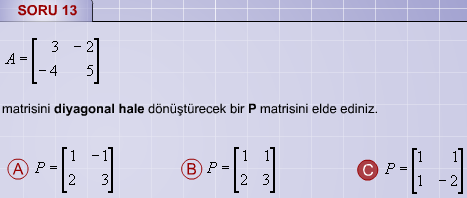 SORU 13
A = [ 3 - 2
- 4 5 ]
matrisini diyagonal hale dönüştürecek bir P matrisini elde ediniz.
A P = [ 1 - 1
2 3 ]
B P = [ 1 1
2 3 ]
C P = [ 1 1
1 - 2 ]